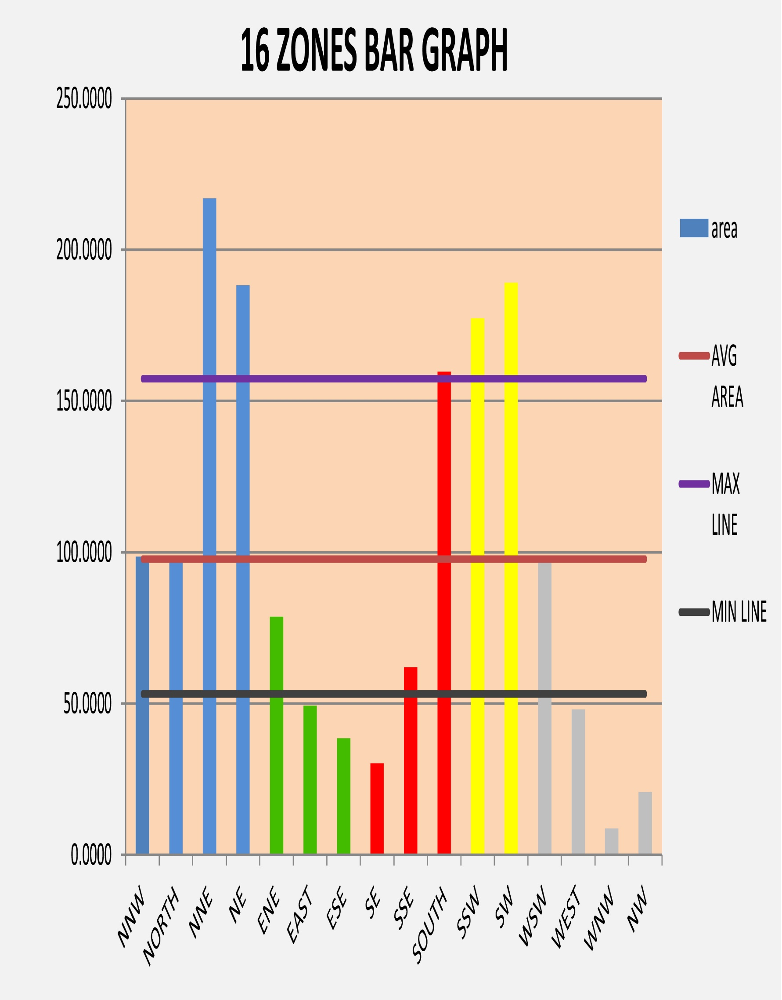 16 ZONES BAR GRAPH
250.0000
200.0000
150.0000
100.0000
50.0000
0.0000
NNW
NORTH
NNE
NE
ENE
EAST
ESE
SE
SSE
SOUTH
SSW
SW
WSW
WEST
WNW
NW
area
AVG
AREA
MAX
LINE
MIN LINE